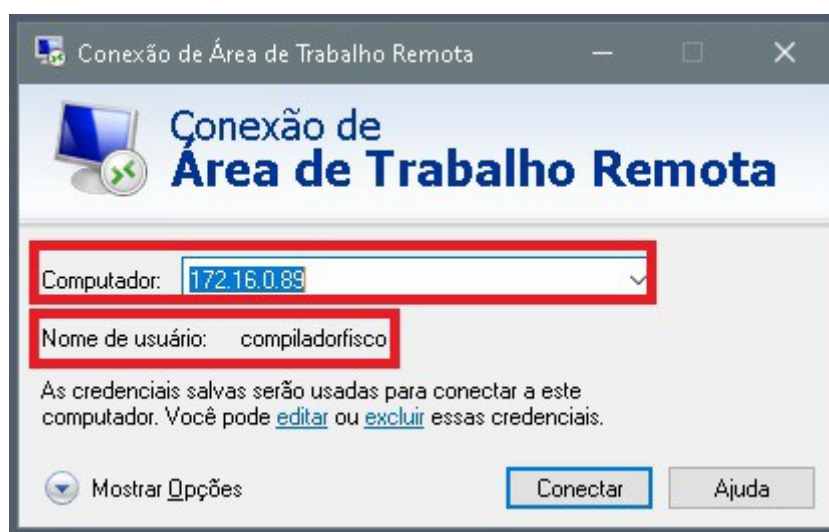 Conexão de Área de Trabalho Remota
Conexão de
Área de Trabalho Remota
Computador: 172.16.0.89
Nome de usuário: compiladorfisco
As credenciais salvas serão usadas para conectar a este
computador. Você pode editar ou excluir essas credenciais.
Mostrar Opções Conectar Ajuda